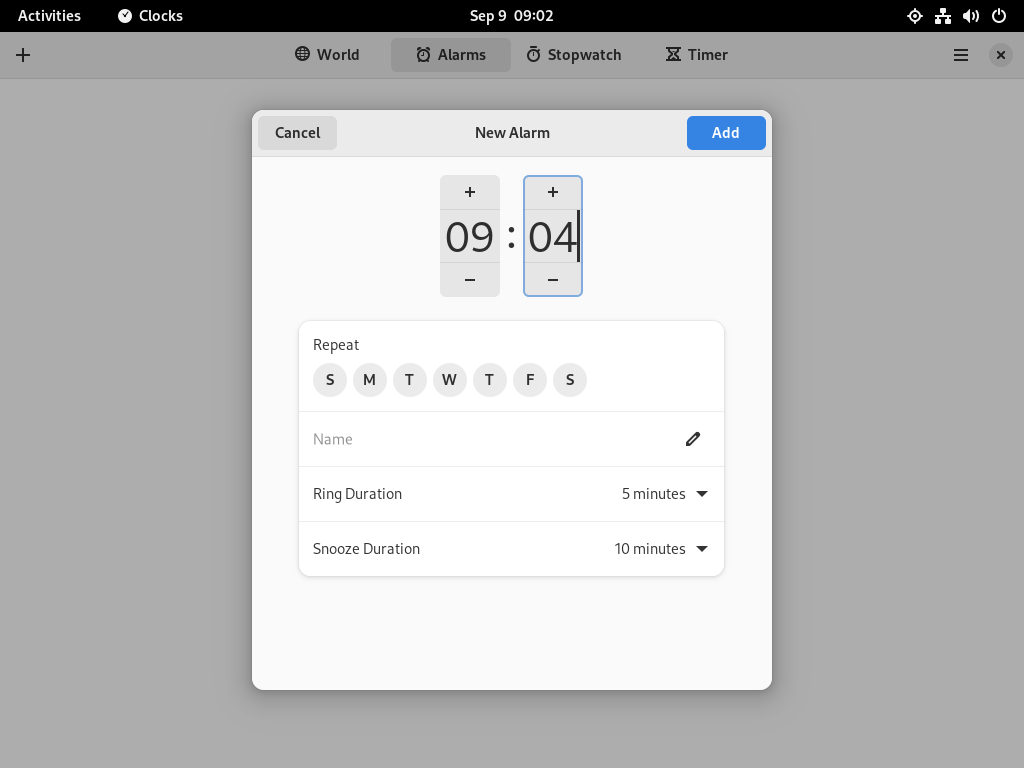 Activities Clocks Sep 9 09:02
World Alarms Stopwatch Timer
Cancel New Alarm Add
09 : 04
Repeat
S M T W T F S
Name
Ring Duration 5 minutes
Snooze Duration 10 minutes